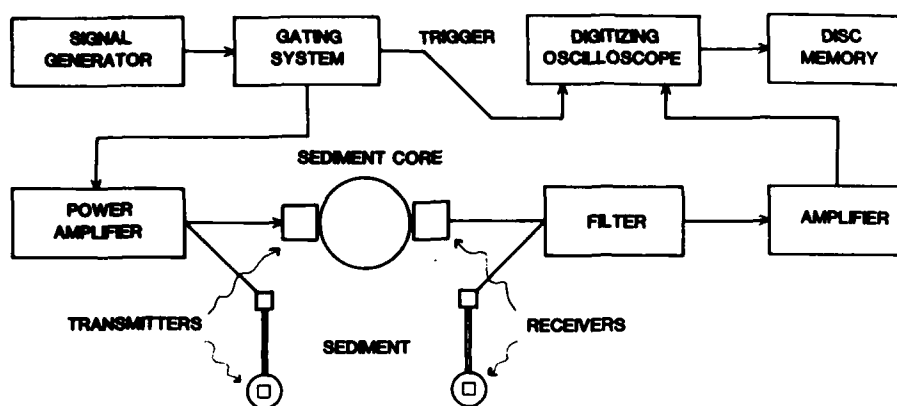 SIGNAL
GENERATOR
GATING
SYSTEM
TRIGGER
DIGITIZING
OSCILLOSCOPE
DISC
MEMORY
SEDIMENT CORE
POWER
AMPLIFIER
FILTER
AMPLIFIER
TRANSMITTERS
SEDIMENT
RECEIVERS